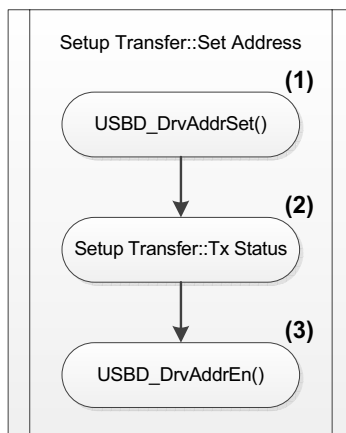 Setup Transfer::Set Address
(1)
USBD_DrvAddrSet()
(2)
Setup Transfer::Tx Status
(3)
USBD_DrvAddrEn()